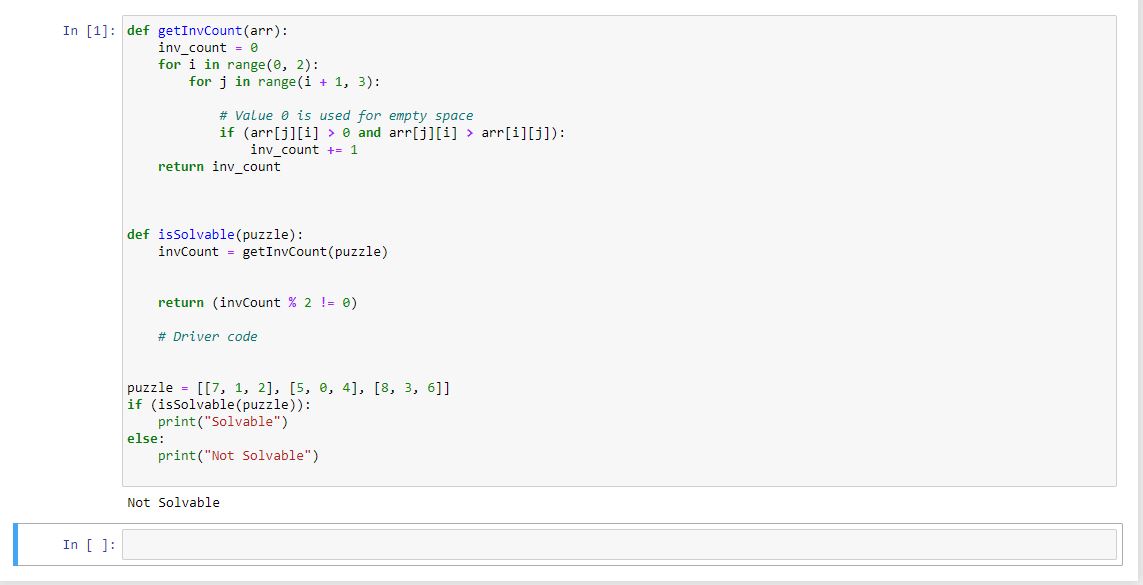 In [1]: def getInvCount(arr):
    inv_count = 0
    for i in range(0, 2):
        for j in range(i + 1, 3):
            # Value 0 is used for empty space
            if (arr[j][i] > 0 and arr[j][i] > arr[i][j]):
                inv_count += 1
    return inv_count
def isSolvable(puzzle):
    invCount = getInvCount(puzzle)
    return (invCount % 2 != 0)
    # Driver code
puzzle = [[7, 1, 2], [5, 0, 4], [8, 3, 6]]
if (isSolvable(puzzle)):
    print("Solvable")
else:
    print("Not Solvable")
Not Solvable
In [ ]: